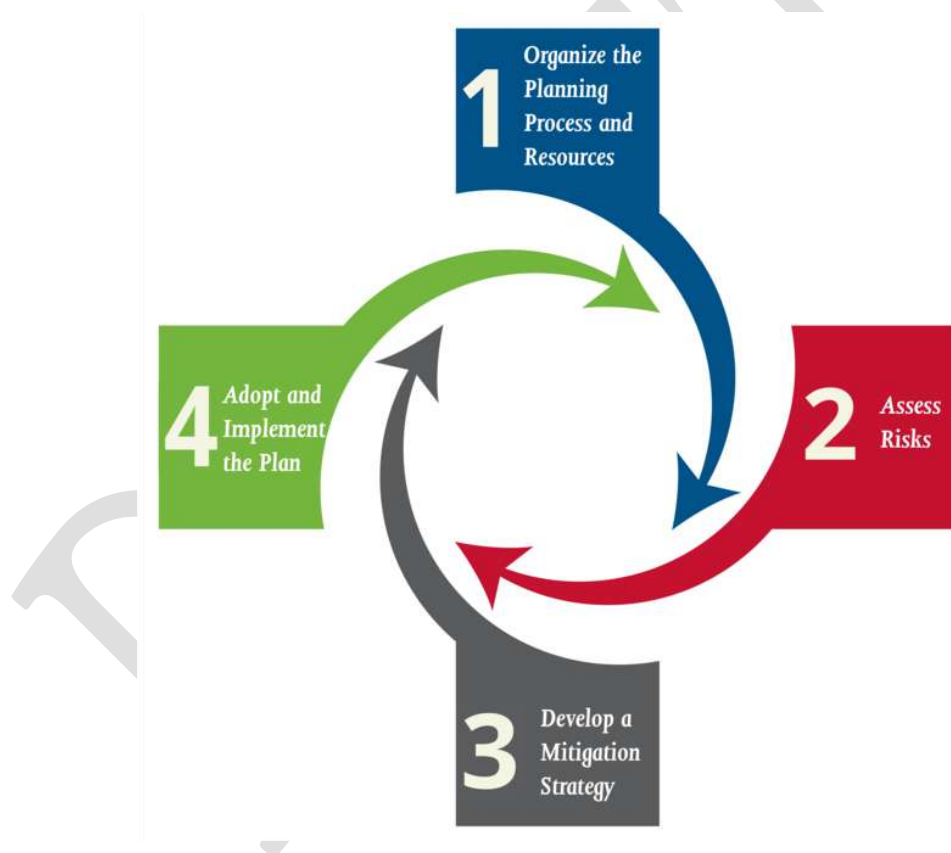 1
Organize the
Planning
Process and
Resources
2
Assess
Risks
3
Develop a
Mitigation
Strategy
4
Adopt and
Implement
the Plan